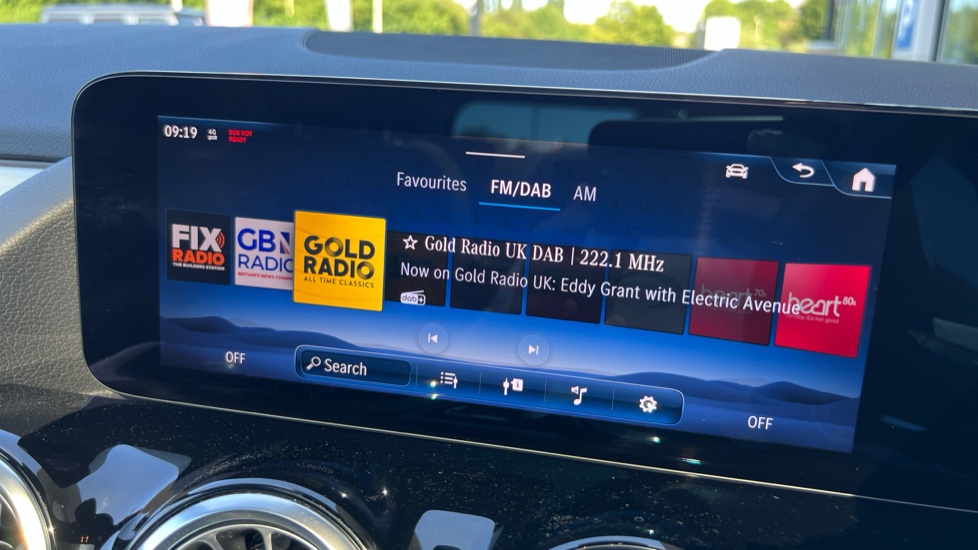 09:19 4G SOS NOT
READY
Favourites FM/DAB AM
FIX
RADIO
THE BUILDERS STATION
GBN
RADIO
BRITAIN'S NEWS CHANNEL
GOLD
RADIO
ALL TIME CLASSICS
☆ Gold Radio UK DAB | 222.1 MHz
Now on Gold Radio UK: Eddy Grant with Electric Avenue
dab+
heart 70s
heart 80s
OFF
Search
OFF